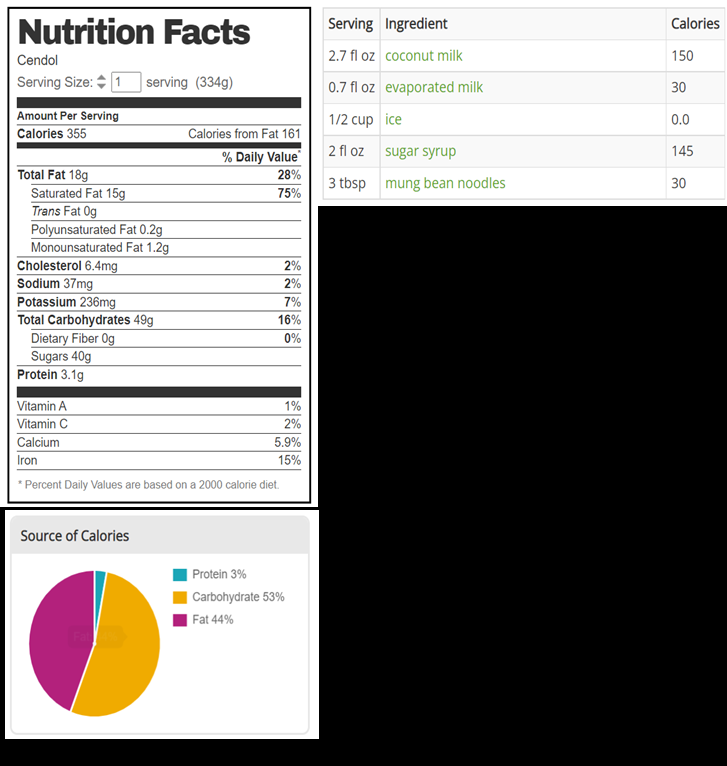 Nutrition Facts
Cendol
Serving Size: 1 serving (334g)
Amount Per Serving
Calories 355 Calories from Fat 161
% Daily Value*
Total Fat 18g 28%
Saturated Fat 15g 75%
Trans Fat 0g
Polyunsaturated Fat 0.2g
Monounsaturated Fat 1.2g
Cholesterol 6.4mg 2%
Sodium 37mg 2%
Potassium 236mg 7%
Total Carbohydrates 49g 16%
Dietary Fiber 0g 0%
Sugars 40g
Protein 3.1g
Vitamin A 1%
Vitamin C 2%
Calcium 5.9%
Iron 15%
* Percent Daily Values are based on a 2000 calorie diet.
Serving Ingredient Calories
2.7 fl oz coconut milk 150
0.7 fl oz evaporated milk 30
1/2 cup ice 0.0
2 fl oz sugar syrup 145
3 tbsp mung bean noodles 30
Source of Calories
Protein 3%
Carbohydrate 53%
Fat 44%